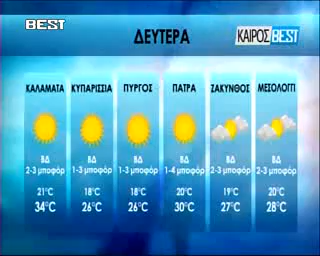 BEST
ΔΕΥΤΕΡΑ
ΚΑΙΡΟΣ BEST
ΚΑΛΑΜΑΤΑ ΚΥΠΑΡΙΣΣΙΑ ΠΥΡΓΟΣ ΠΑΤΡΑ ΖΑΚΥΝΘΟΣ ΜΕΣΟΛΟΓΓΙ
ΒΔ ΒΔ ΒΔ ΒΔ ΒΔ ΒΔ
2-3 μποφόρ 1-3 μποφόρ 1-3 μποφόρ 1-4 μποφόρ 2-3 μποφόρ 2-3 μποφόρ
21°C 18°C 18°C 20°C 19°C 20°C
34°C 26°C 26°C 30°C 27°C 28°C